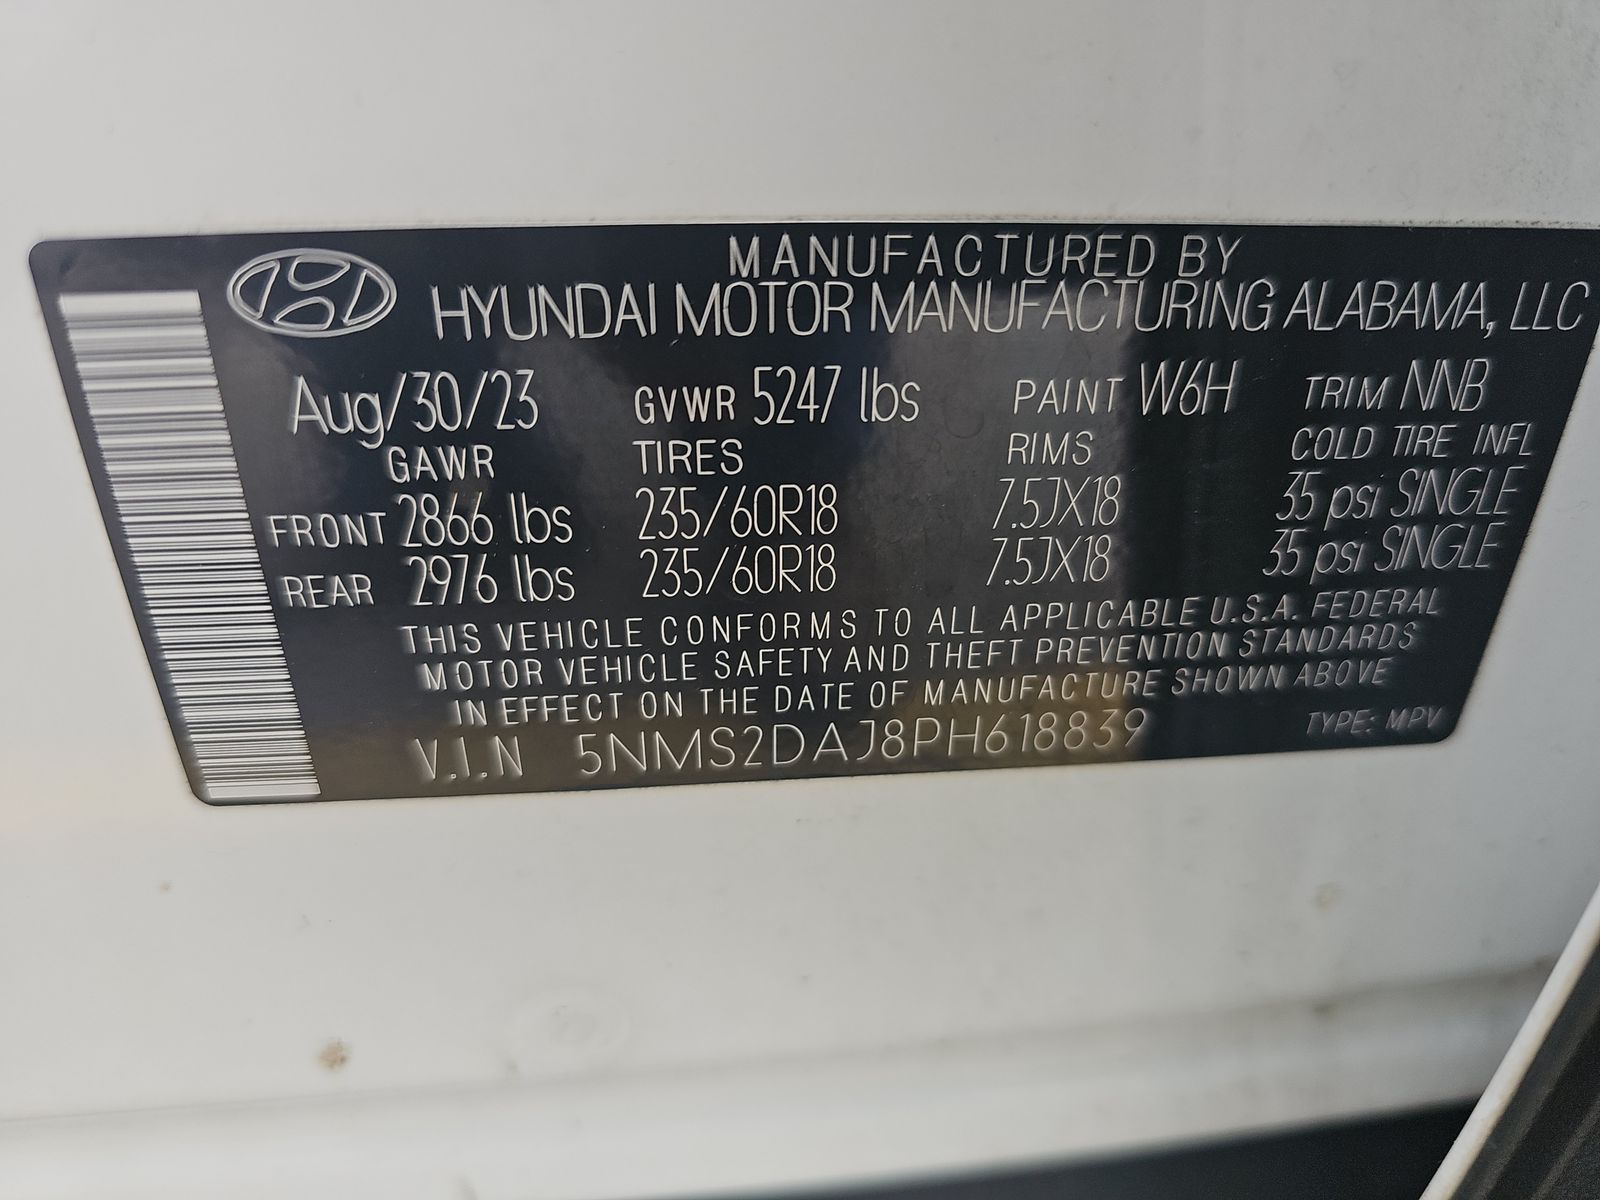 MANUFACTURED BY
HYUNDAI MOTOR MANUFACTURING ALABAMA, LLC
Aug/30/23 GVWR 5247 lbs PAINT W6H TRIM NNB
GAWR TIRES RIMS COLD TIRE INFL
FRONT 2866 lbs 235/60R18 7.5JX18 35 psi SINGLE
REAR 2976 lbs 235/60R18 7.5JX18 35 psi SINGLE
THIS VEHICLE CONFORMS TO ALL APPLICABLE U.S.A. FEDERAL
MOTOR VEHICLE SAFETY AND THEFT PREVENTION STANDARDS
IN EFFECT ON THE DATE OF MANUFACTURE SHOWN ABOVE
V.I.N 5NMS2DAJ8PH618839 TYPE: MPV